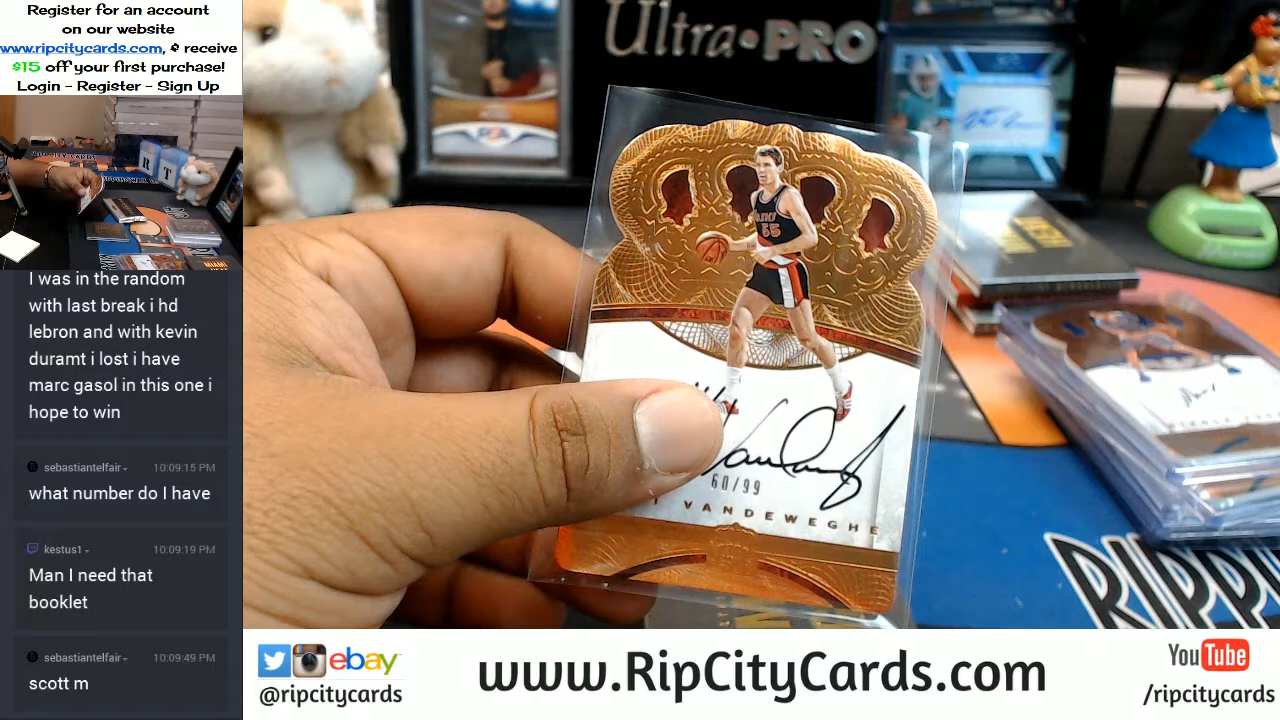 Register for an account
on our website
www.ripcitycards.com, & receive
$15 off your first purchase!
Login - Register - Sign Up
I was in the random
with last break i hd
lebron and with kevin
duramt i lost i have
marc gasol in this one i
hope to win
sebastiantelfair 10:09:15 PM
what number do I have
kestus1 10:09:19 PM
Man I need that
booklet
sebastiantelfair 10:09:49 PM
scott m
Ultra PRO
55
60/99
VANDEWEGHE
RIPPIN
ebay
@ripcitycards
www.RipCityCards.com
YouTube
/ripcitycards